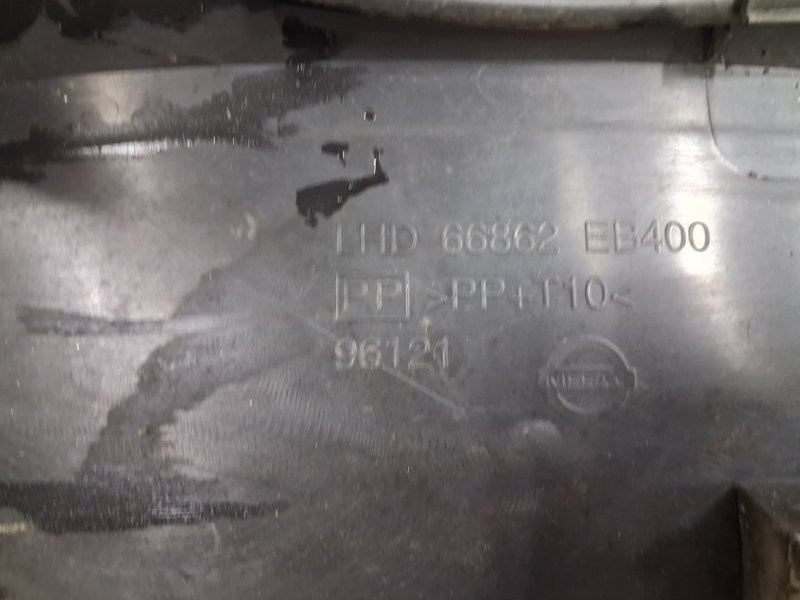 LHD 66862 EB400
PP >PP+T10<
96121
NISSAN